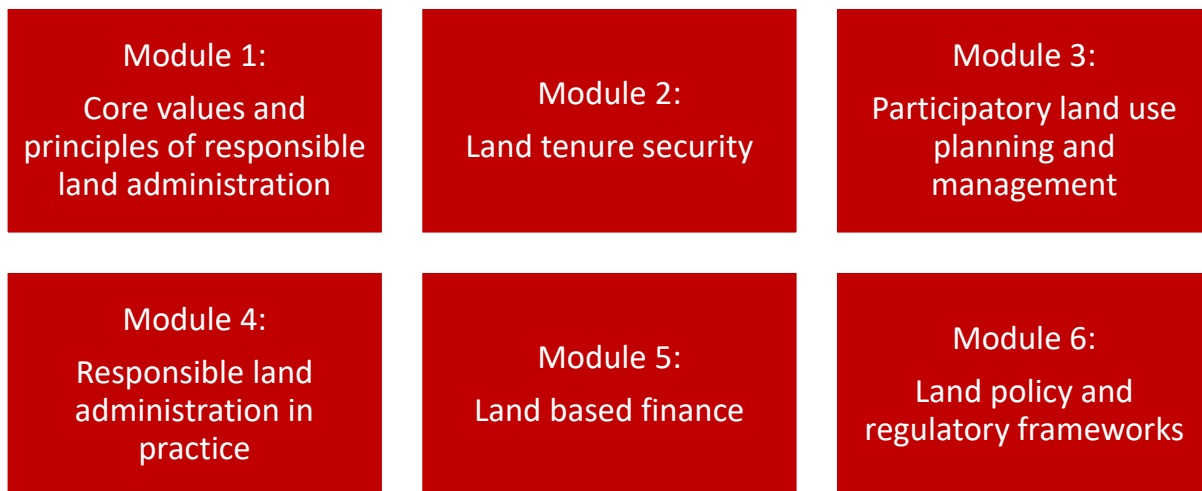 Module 1:
Core values and
principles of responsible
land administration
Module 2:
Land tenure security
Module 3:
Participatory land use
planning and
management
Module 4:
Responsible land
administration in
practice
Module 5:
Land based finance
Module 6:
Land policy and
regulatory frameworks